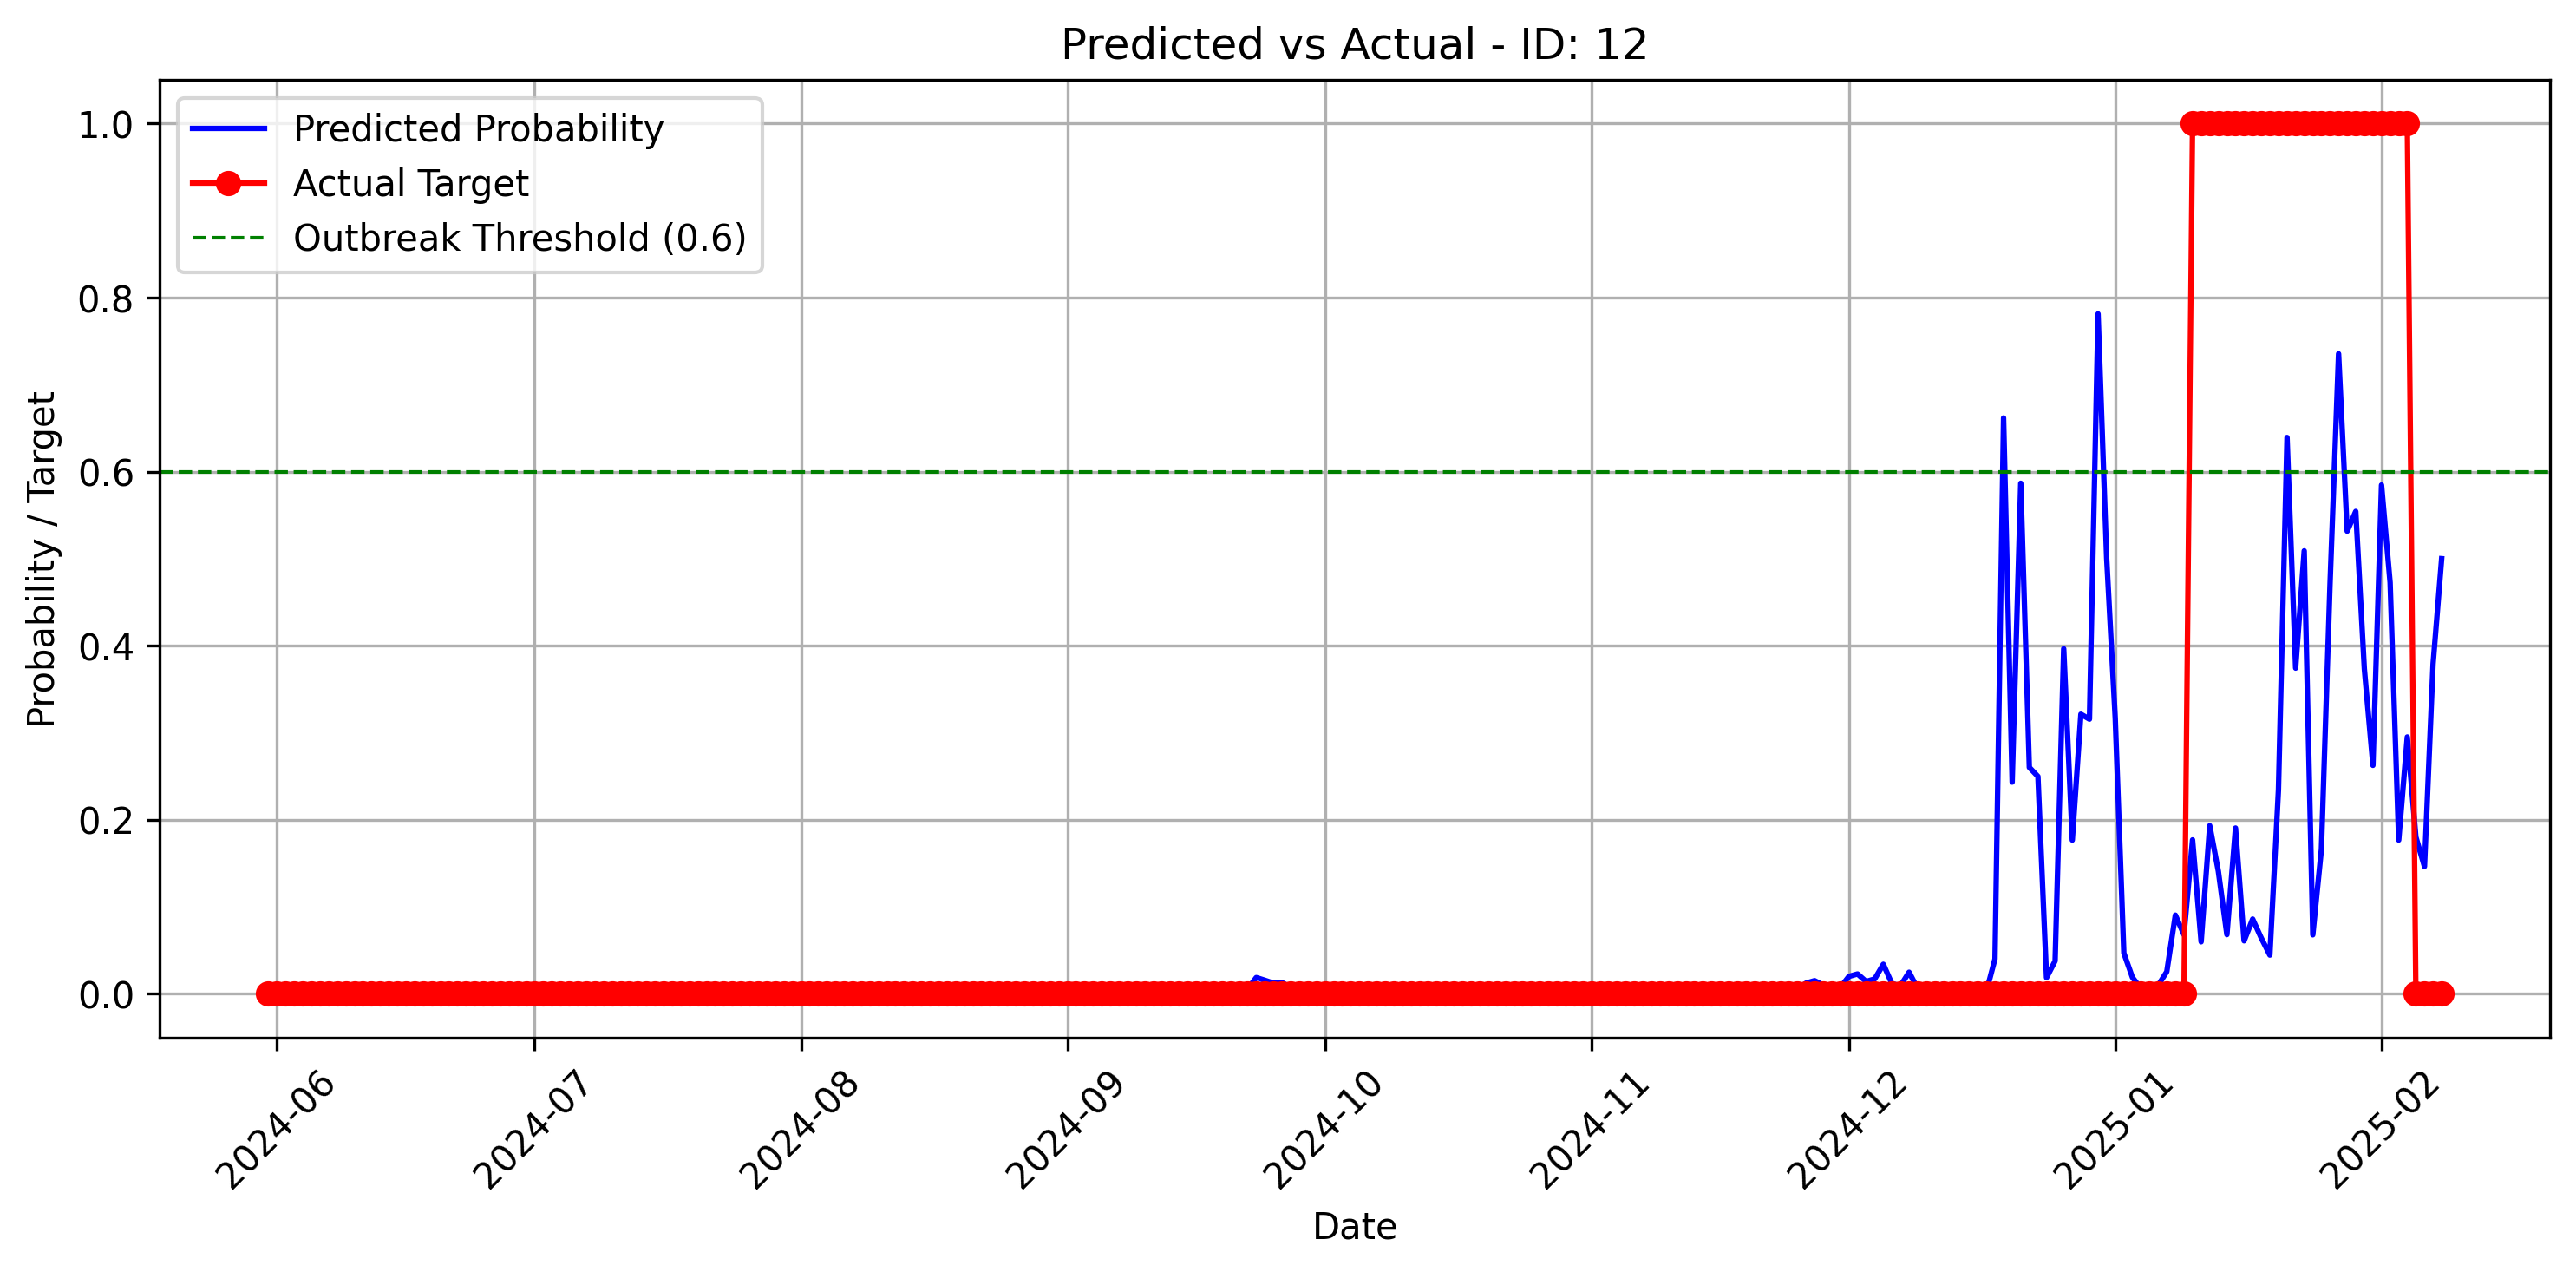 Predicted vs Actual - ID: 12
Predicted Probability
Actual Target
Outbreak Threshold (0.6)
Probability / Target
1.0
0.8
0.6
0.4
0.2
0.0
2024-06
2024-07
2024-08
2024-09
2024-10
2024-11
2024-12
2025-01
2025-02
Date